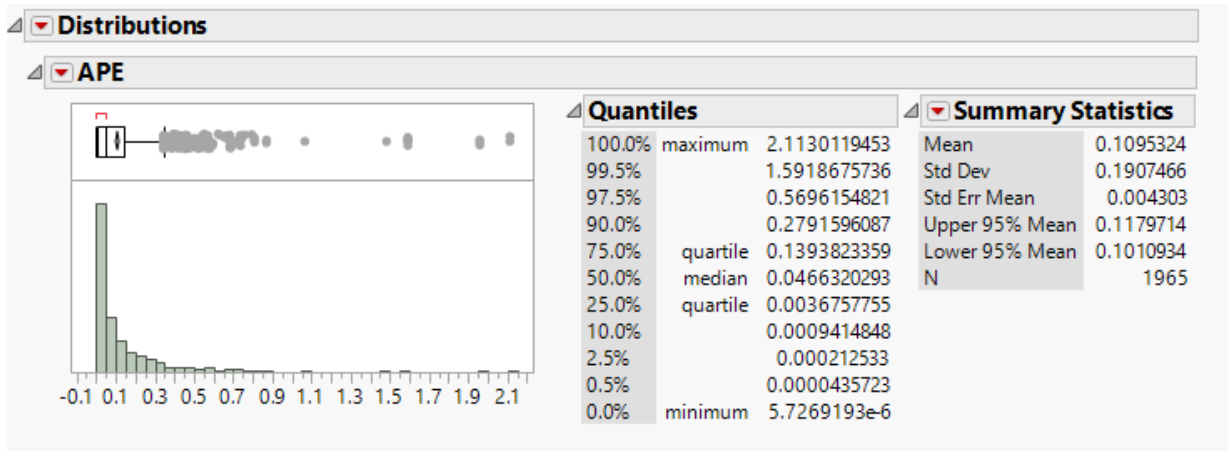 Distributions
APE
Quantiles
100.0% maximum 2.1130119453
99.5% 1.5918675736
97.5% 0.5696154821
90.0% 0.2791596087
75.0% quartile 0.1393823359
50.0% median 0.0466320293
25.0% quartile 0.0036757755
10.0% 0.0009414848
2.5% 0.000212533
0.5% 0.0000435723
0.0% minimum 5.7269193e-6
Summary Statistics
Mean 0.1095324
Std Dev 0.1907466
Std Err Mean 0.004303
Upper 95% Mean 0.1179714
Lower 95% Mean 0.1010934
N 1965
-0.1 0.1 0.3 0.5 0.7 0.9 1.1 1.3 1.5 1.7 1.9 2.1